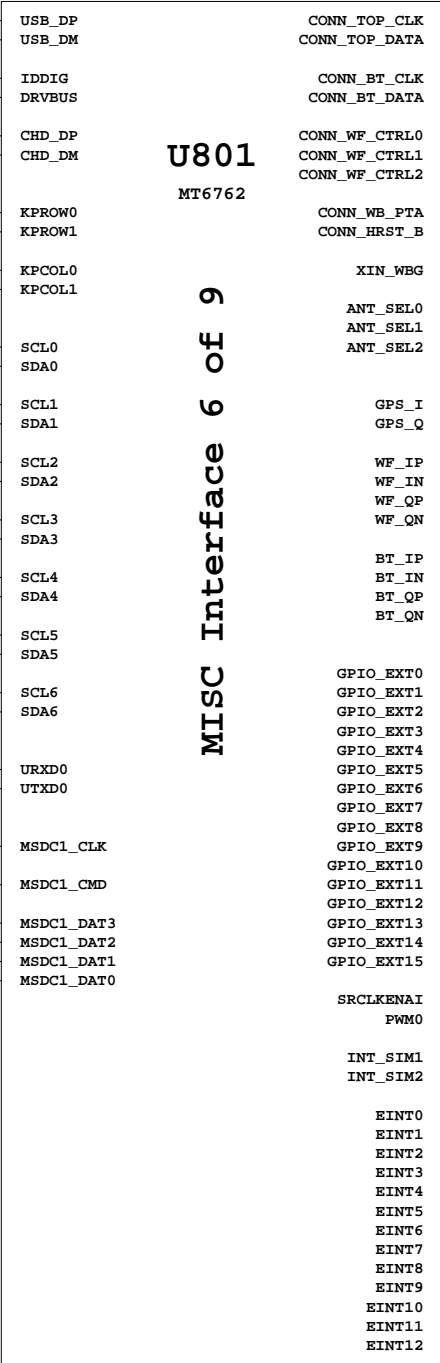 USB_DP
USB_DM
IDDIG
DRVBUS
CHD_DP
CHD_DM
KPROW0
KPROW1
KPCOL0
KPCOL1
SCL0
SDA0
SCL1
SDA1
SCL2
SDA2
SCL3
SDA3
SCL4
SDA4
SCL5
SDA5
SCL6
SDA6
URXD0
UTXD0
MSDC1_CLK
MSDC1_CMD
MSDC1_DAT3
MSDC1_DAT2
MSDC1_DAT1
MSDC1_DAT0
U801
MT6762
MISC Interface 6 of 9
CONN_TOP_CLK
CONN_TOP_DATA
CONN_BT_CLK
CONN_BT_DATA
CONN_WF_CTRL0
CONN_WF_CTRL1
CONN_WF_CTRL2
CONN_WB_PTA
CONN_HRST_B
XIN_WBG
ANT_SEL0
ANT_SEL1
ANT_SEL2
GPS_I
GPS_Q
WF_IP
WF_IN
WF_QP
WF_QN
BT_IP
BT_IN
BT_QP
BT_QN
GPIO_EXT0
GPIO_EXT1
GPIO_EXT2
GPIO_EXT3
GPIO_EXT4
GPIO_EXT5
GPIO_EXT6
GPIO_EXT7
GPIO_EXT8
GPIO_EXT9
GPIO_EXT10
GPIO_EXT11
GPIO_EXT12
GPIO_EXT13
GPIO_EXT14
GPIO_EXT15
SRCLKENAI
PWM0
INT_SIM1
INT_SIM2
EINT0
EINT1
EINT2
EINT3
EINT4
EINT5
EINT6
EINT7
EINT8
EINT9
EINT10
EINT11
EINT12